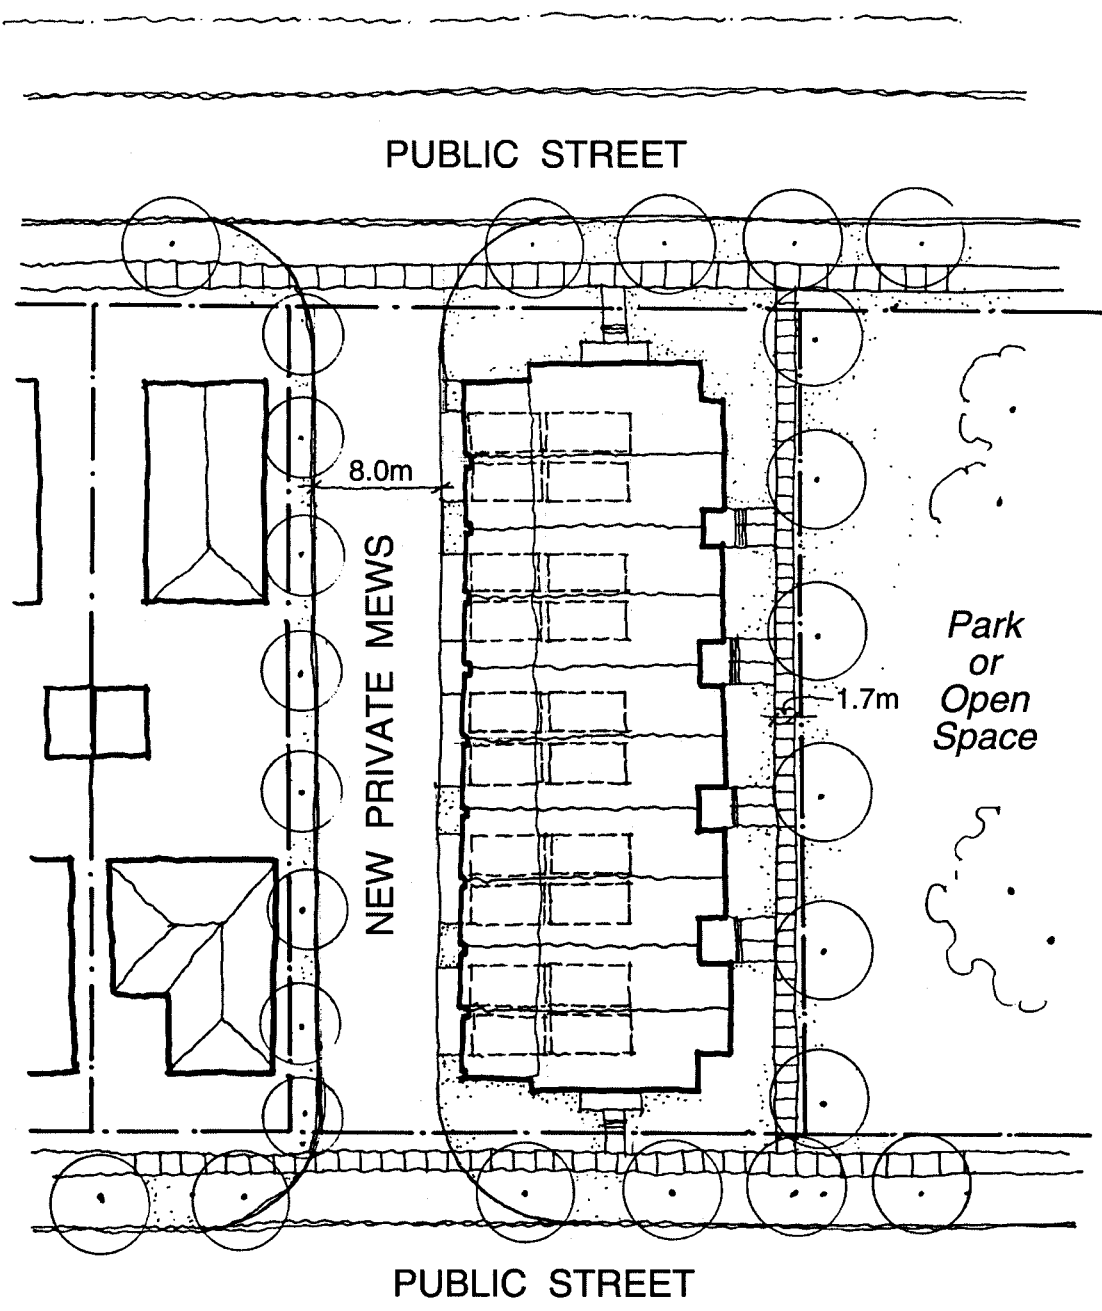 PUBLIC STREET
8.0m
NEW PRIVATE MEWS
Park
or
Open
Space
1.7m
PUBLIC STREET